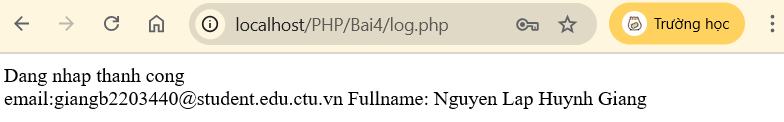 localhost/PHP/Bai4/log.php
Trường học
Dang nhap thanh cong
email:giangb2203440@student.edu.ctu.vn Fullname: Nguyen Lap Huynh Giang